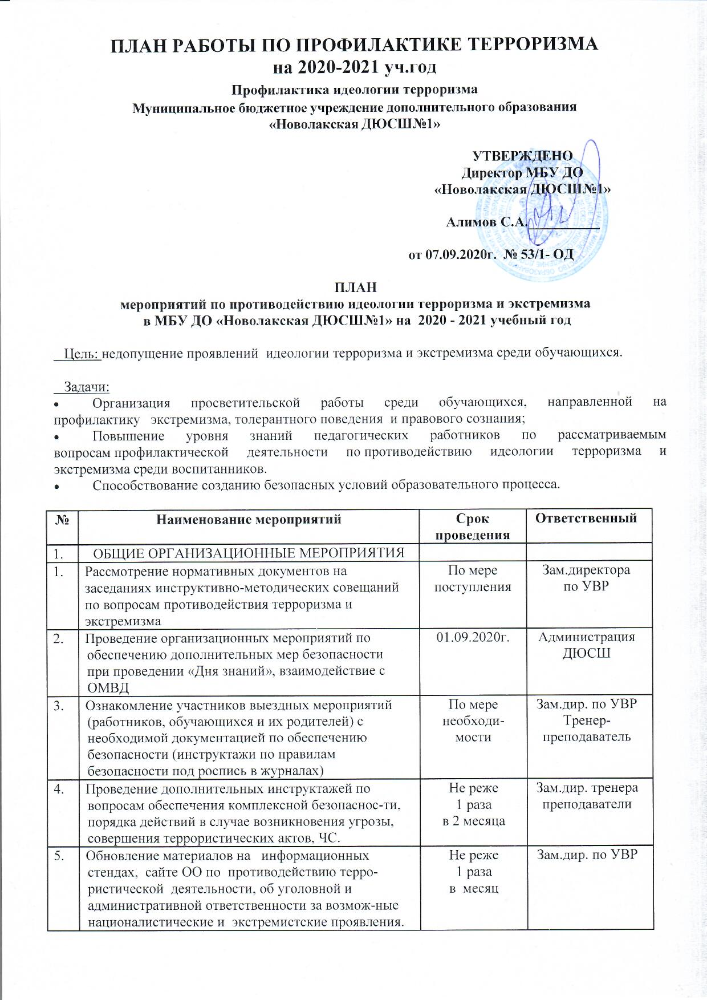 ПЛАН РАБОТЫ ПО ПРОФИЛАКТИКЕ ТЕРРОРИЗМА
на 2020-2021 уч.год
Профилактика идеологии терроризма
Муниципальное бюджетное учреждение дополнительного образования
«Новолакская ДЮСШ№1»
УТВЕРЖДЕНО
Директор МБУ ДО
«Новолакская ДЮСШ№1»
Алимов С.А.__________
от 07.09.2020г. № 53/1- ОД
ПЛАН
мероприятий по противодействию идеологии терроризма и экстремизма
в МБУ ДО «Новолакская ДЮСШ№1» на 2020 - 2021 учебный год
Цель: недопущение проявлений идеологии терроризма и экстремизма среди обучающихся.
Задачи:
• Организация просветительской работы среди обучающихся, направленной на
профилактику экстремизма, толерантного поведения и правового сознания;
• Повышение уровня знаний педагогических работников по рассматриваемым
вопросам профилактической деятельности по противодействию идеологии терроризма и
экстремизма среди воспитанников.
• Способствование созданию безопасных условий образовательного процесса.
№ Наименование мероприятий Срок Ответственный
проведения
1. ОБЩИЕ ОРГАНИЗАЦИОННЫЕ МЕРОПРИЯТИЯ
1. Рассмотрение нормативных документов на По мере Зам.директора
заседаниях инструктивно-методических совещаний поступления по УВР
по вопросам противодействия терроризма и
экстремизма
2. Проведение организационных мероприятий по 01.09.2020г. Администрация
обеспечению дополнительных мер безопасности ДЮСШ
при проведении «Дня знаний», взаимодействие с
ОМВД
3. Ознакомление участников выездных мероприятий По мере Зам.дир. по УВР
(работников, обучающихся и их родителей) с необходи- Тренер-
необходимой документацией по обеспечению мости преподаватель
безопасности (инструктажи по правилам
безопасности под роспись в журналах)
4. Проведение дополнительных инструктажей по Не реже Зам.дир. тренера
вопросам обеспечения комплексной безопаснос-ти, 1 раза преподаватели
порядка действий в случае возникновения угрозы, в 2 месяца
совершения террористических актов, ЧС.
5. Обновление материалов на информационных Не реже Зам.дир. по УВР
стендах, сайте ОО по противодействию терро- 1 раза
ристической деятельности, об уголовной и в месяц
административной ответственности за возмож-ные
националистические и экстремистские проявления.